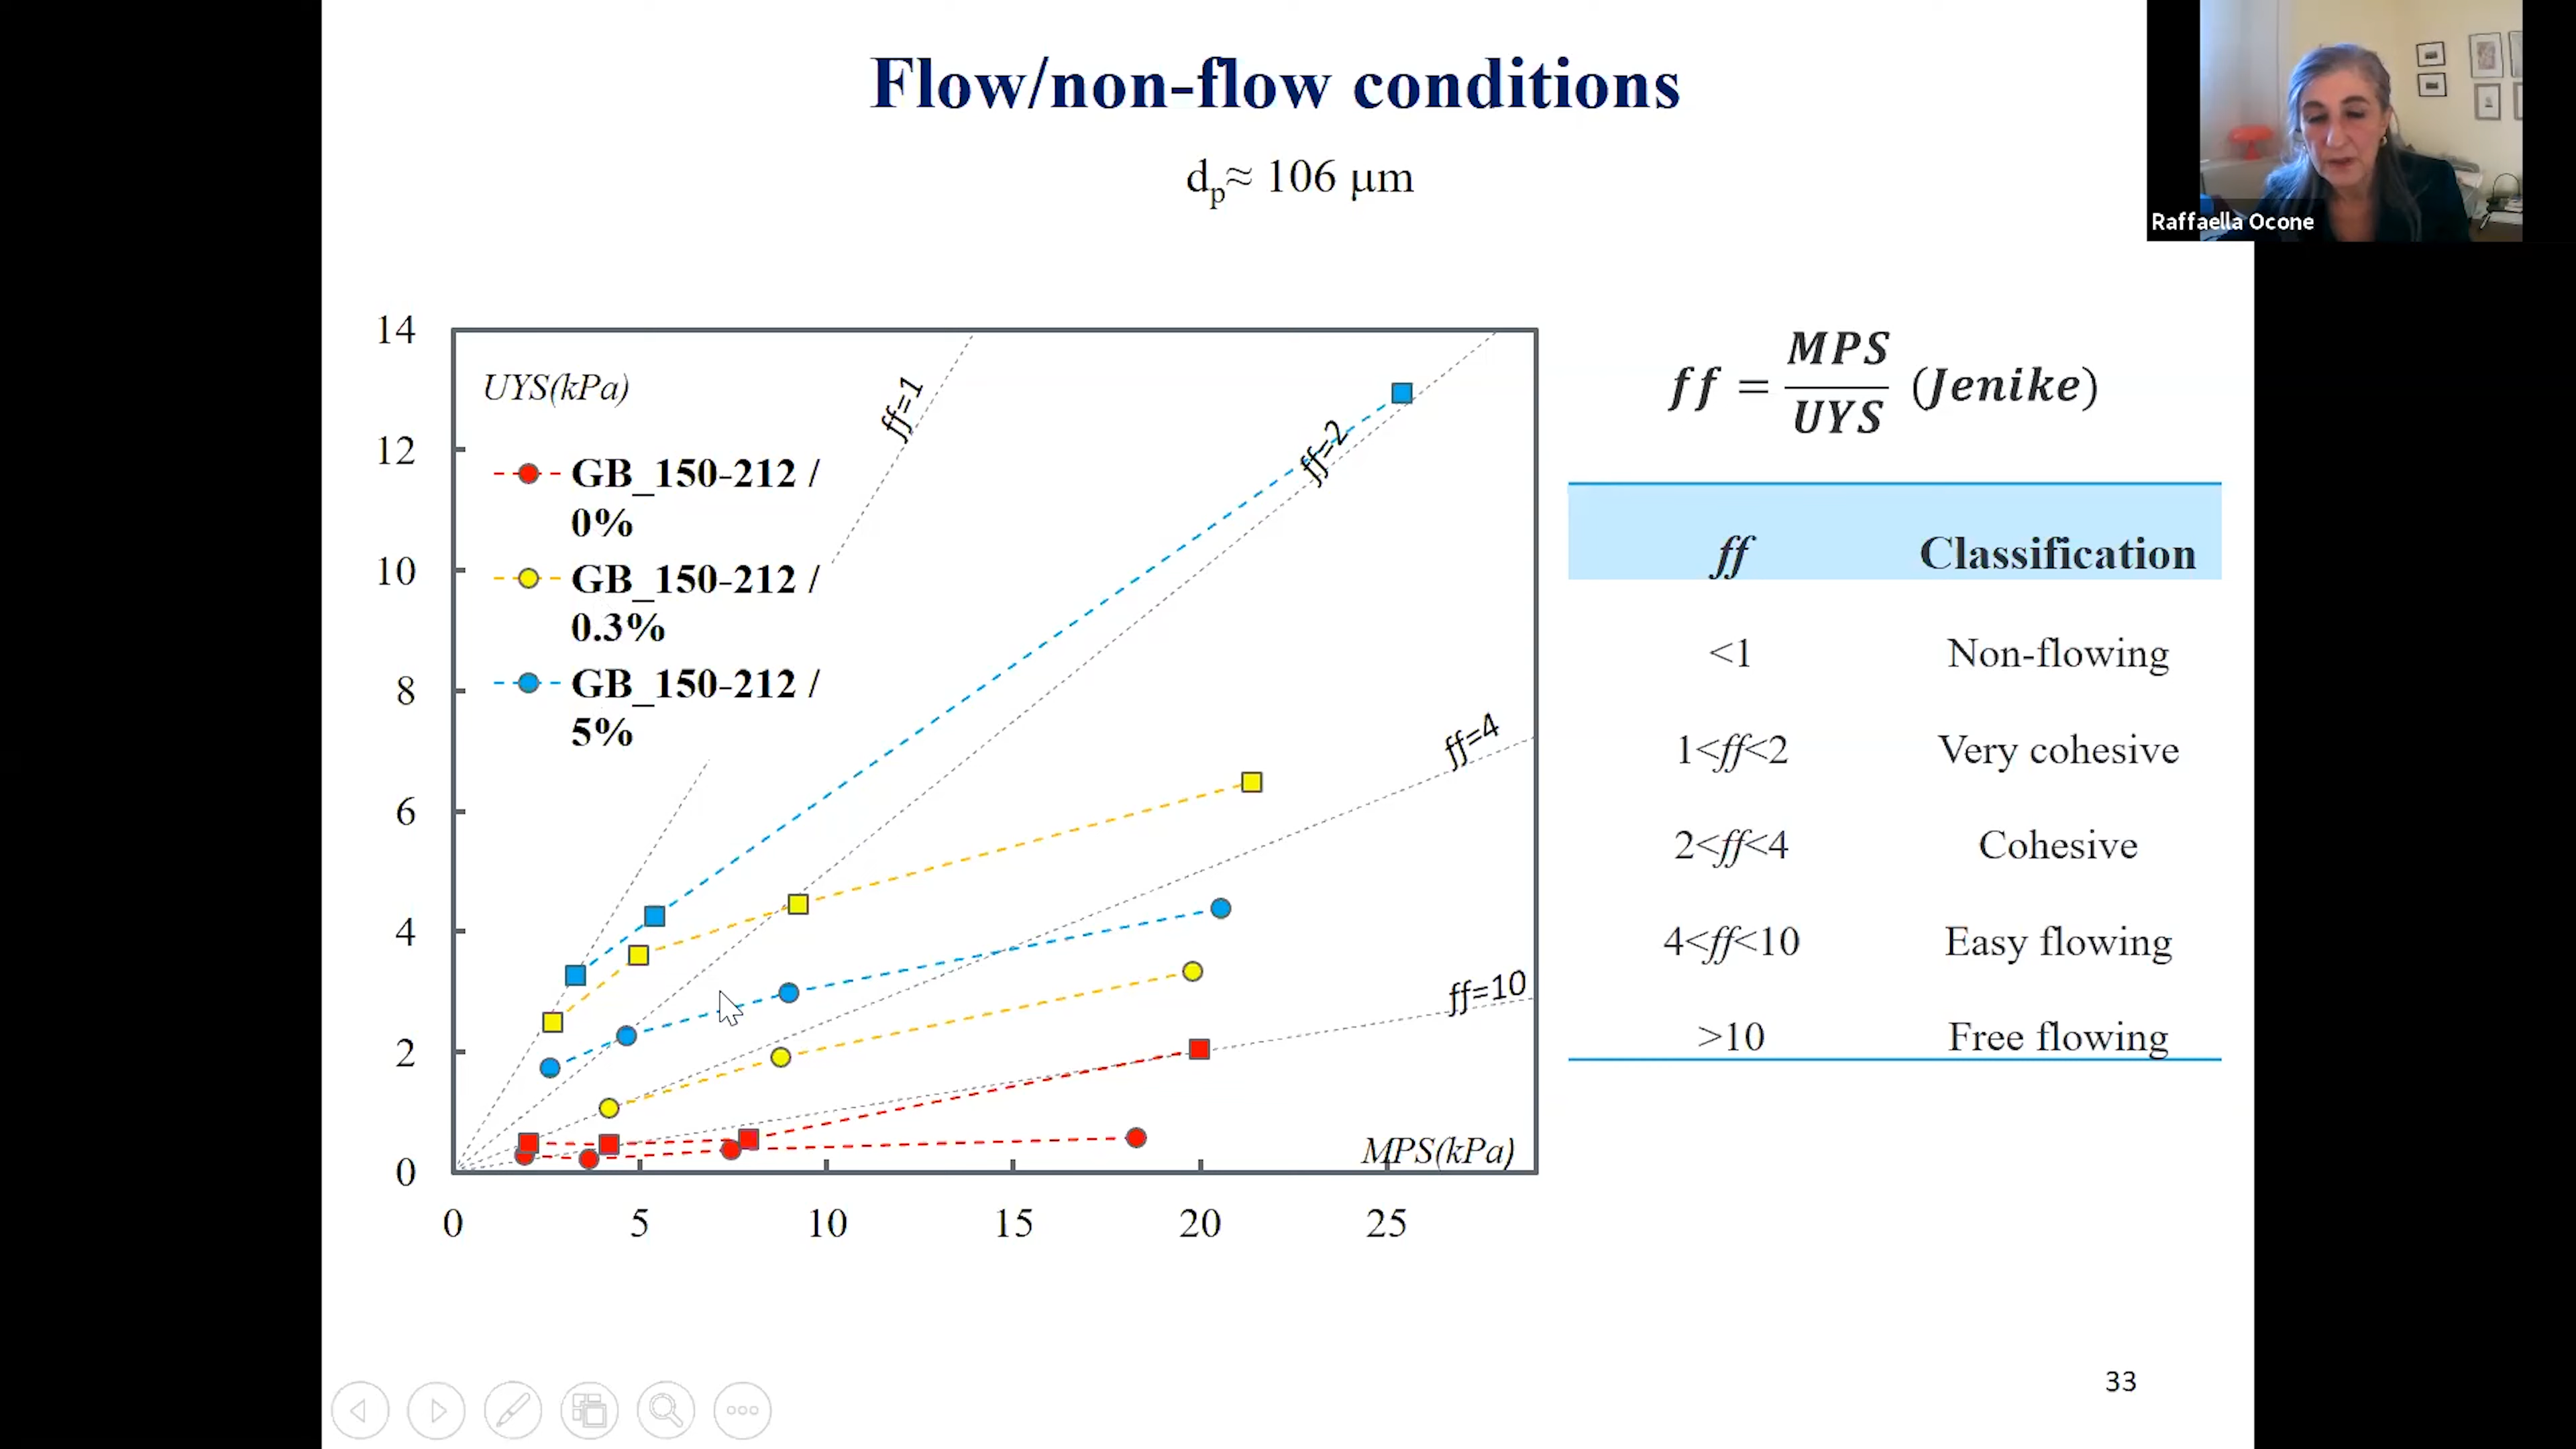 Flow/non-flow conditions
dₚ≈ 106 μm
Raffaella Ocone
14
12
10
8
6
4
2
0
UYS(kPa)
GB_150-212 /
0%
GB_150-212 /
0.3%
GB_150-212 /
5%
ff=1
ff=2
ff=4
ff=10
MPS(kPa)
0 5 10 15 20 25
ff = MPS/UYS (Jenike)
ff Classification
<1 Non-flowing
1<ff<2 Very cohesive
2<ff<4 Cohesive
4<ff<10 Easy flowing
>10 Free flowing
33